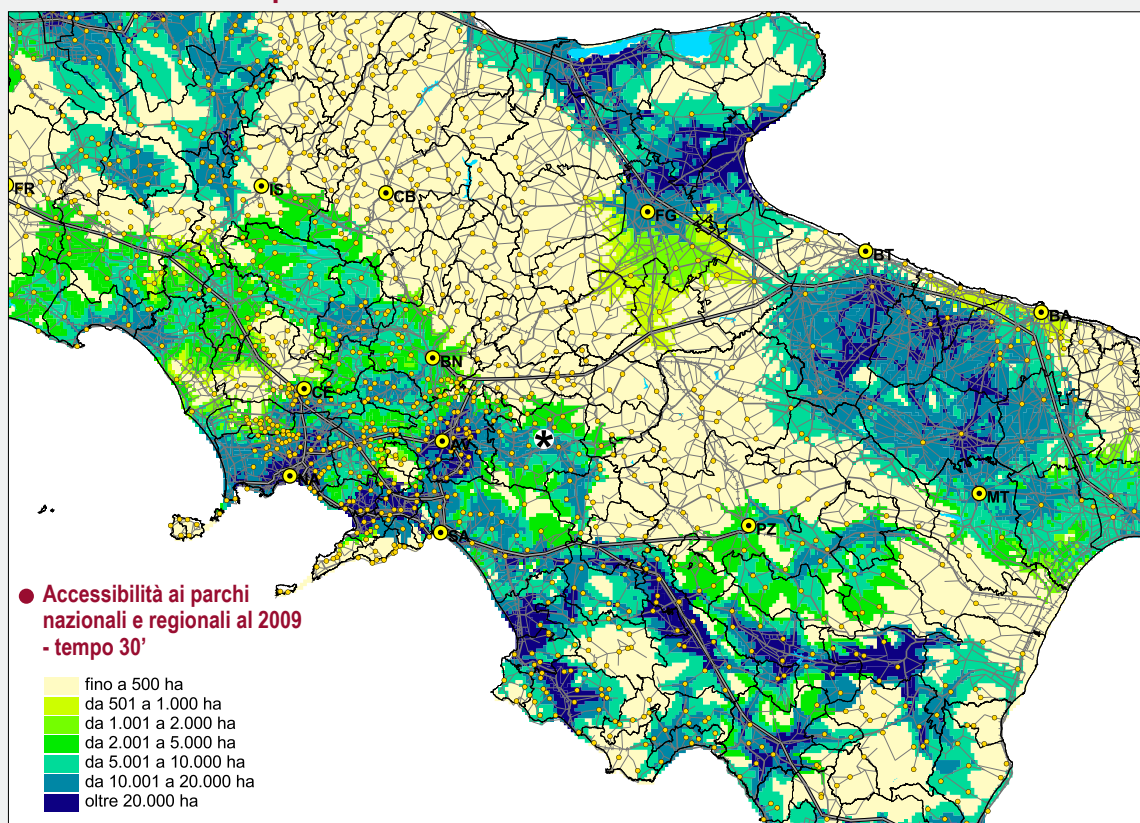 FR
IS
CB
FG
BT
BA
BN
CE
AV
*
NA
SA
PZ
MT
Accessibilità ai parchi
nazionali e regionali al 2009
- tempo 30’
fino a 500 ha
da 501 a 1.000 ha
da 1.001 a 2.000 ha
da 2.001 a 5.000 ha
da 5.001 a 10.000 ha
da 10.001 a 20.000 ha
oltre 20.000 ha